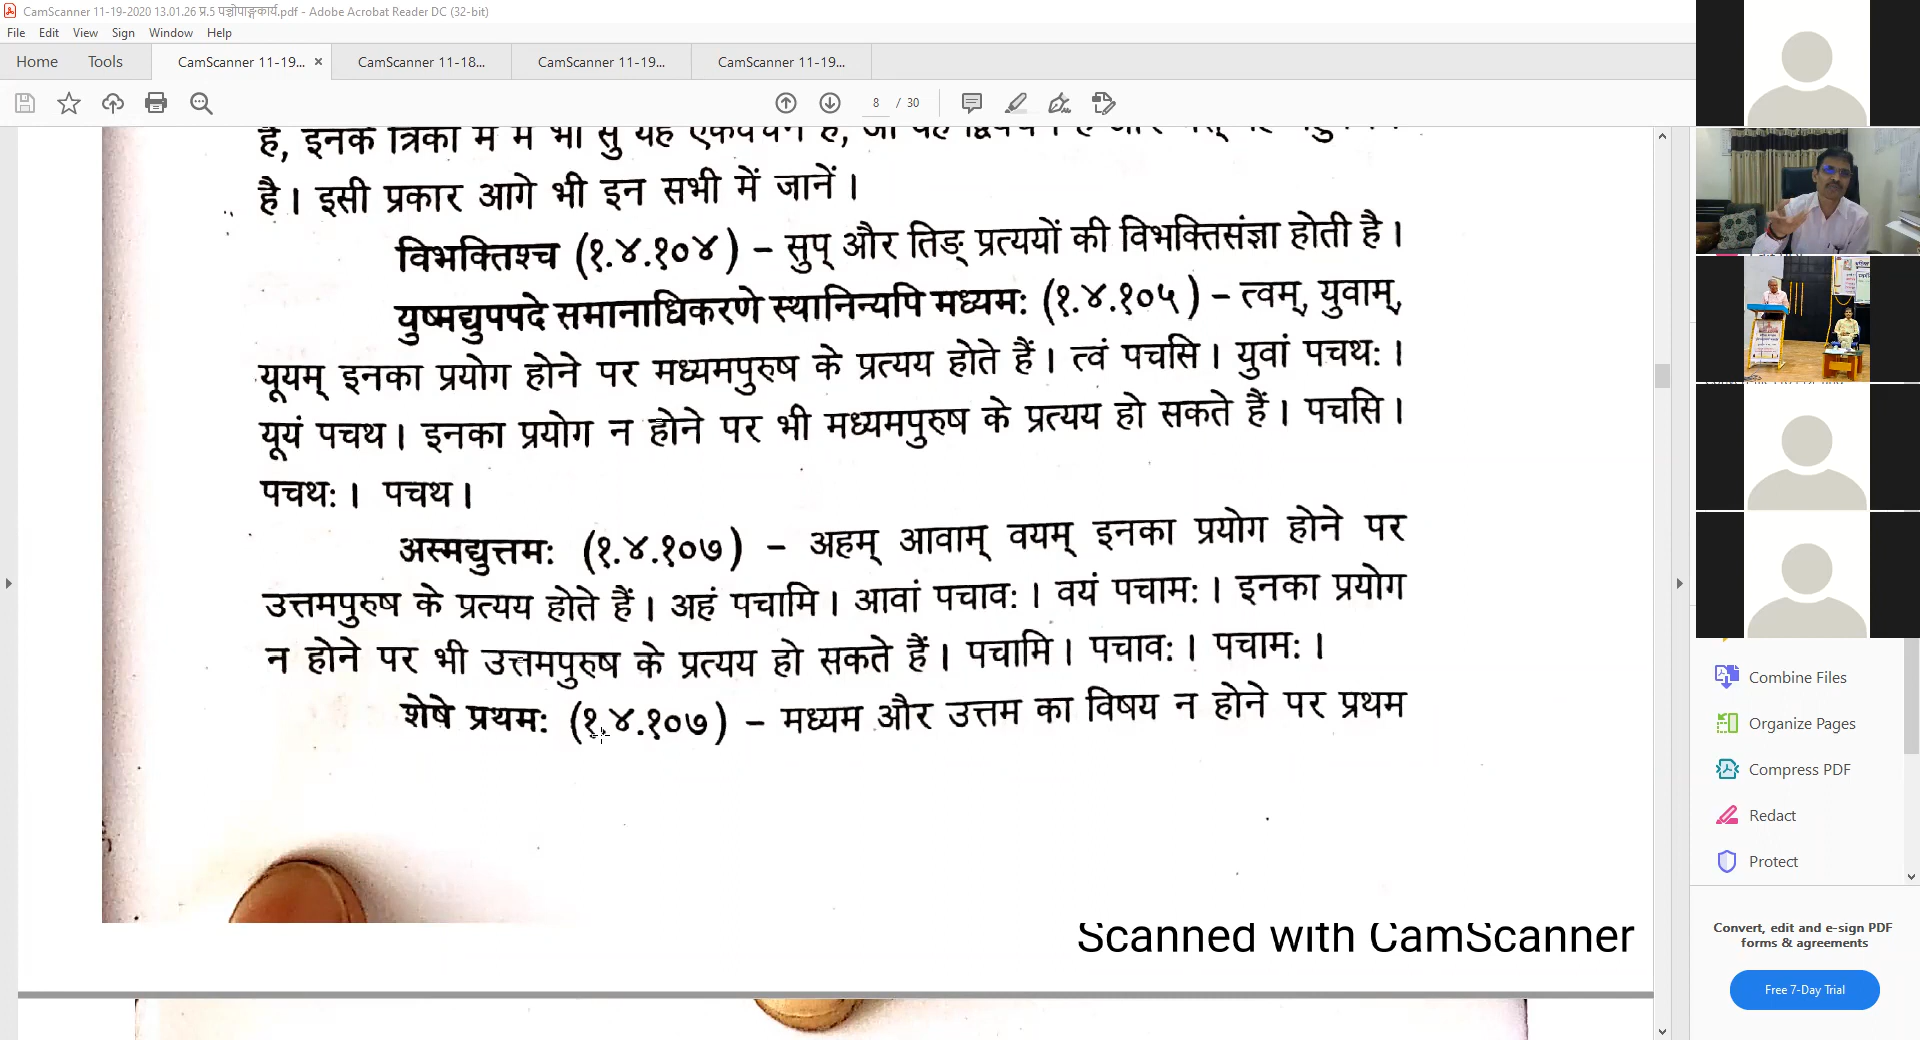 CamScanner 11-19-2020 13.01.26 प्र.5 पञ्चोपाङ्गकार्य.pdf - Adobe Acrobat Reader DC (32-bit)
File Edit View Sign Window Help
Home Tools CamScanner 11-19... × CamScanner 11-18... CamScanner 11-19... CamScanner 11-19...
8 / 30
है, इनके त्रिकों में भी सु यह एकवचन है, औ यह
है। इसी प्रकार आगे भी इन सभी में जानें।
विभक्तिश्च (१.४.१०४) – सुप् और तिङ् प्रत्ययों की विभक्तिसंज्ञा होती है।
युष्मद्युपपदे समानाधिकरणे स्थानिन्यपि मध्यमः (१.४.१०५) – त्वम्, युवाम्,
यूयम् इनका प्रयोग होने पर मध्यमपुरुष के प्रत्यय होते हैं। त्वं पचसि। युवां पचथः।
यूयं पचथ। इनका प्रयोग न होने पर भी मध्यमपुरुष के प्रत्यय हो सकते हैं। पचसि।
पचथः। पचथ।
अस्मद्युत्तमः (१.४.१०७) – अहम् आवाम् वयम् इनका प्रयोग होने पर
उत्तमपुरुष के प्रत्यय होते हैं। अहं पचामि। आवां पचावः। वयं पचामः। इनका प्रयोग
न होने पर भी उत्तमपुरुष के प्रत्यय हो सकते हैं। पचामि। पचावः। पचामः।
शेषे प्रथमः (१.४.१०७) – मध्यम और उत्तम का विषय न होने पर प्रथम
Scanned with CamScanner
Combine Files
Organize Pages
Compress PDF
Redact
Protect
Convert, edit and e-sign PDF
forms & agreements
Free 7-Day Trial